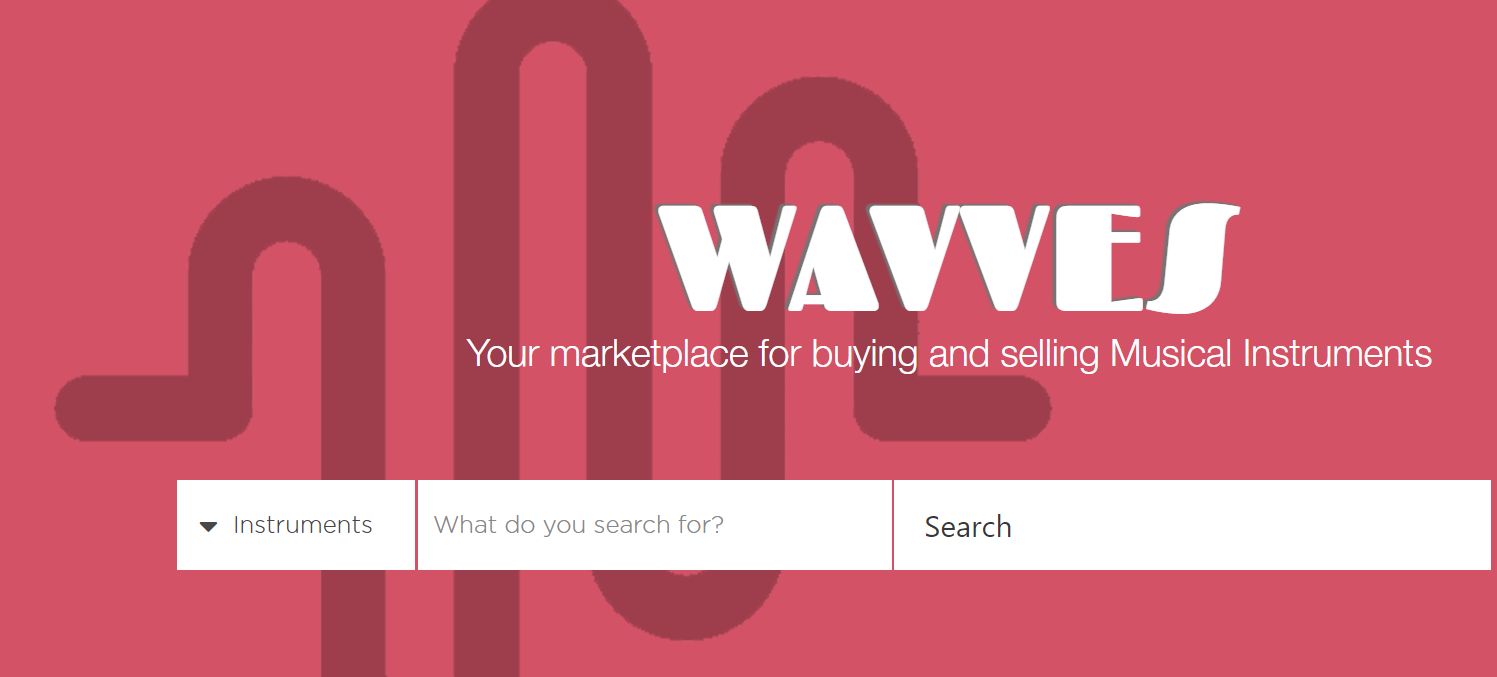 WAVVES
Your marketplace for buying and selling Musical Instruments
Instruments What do you search for? Search